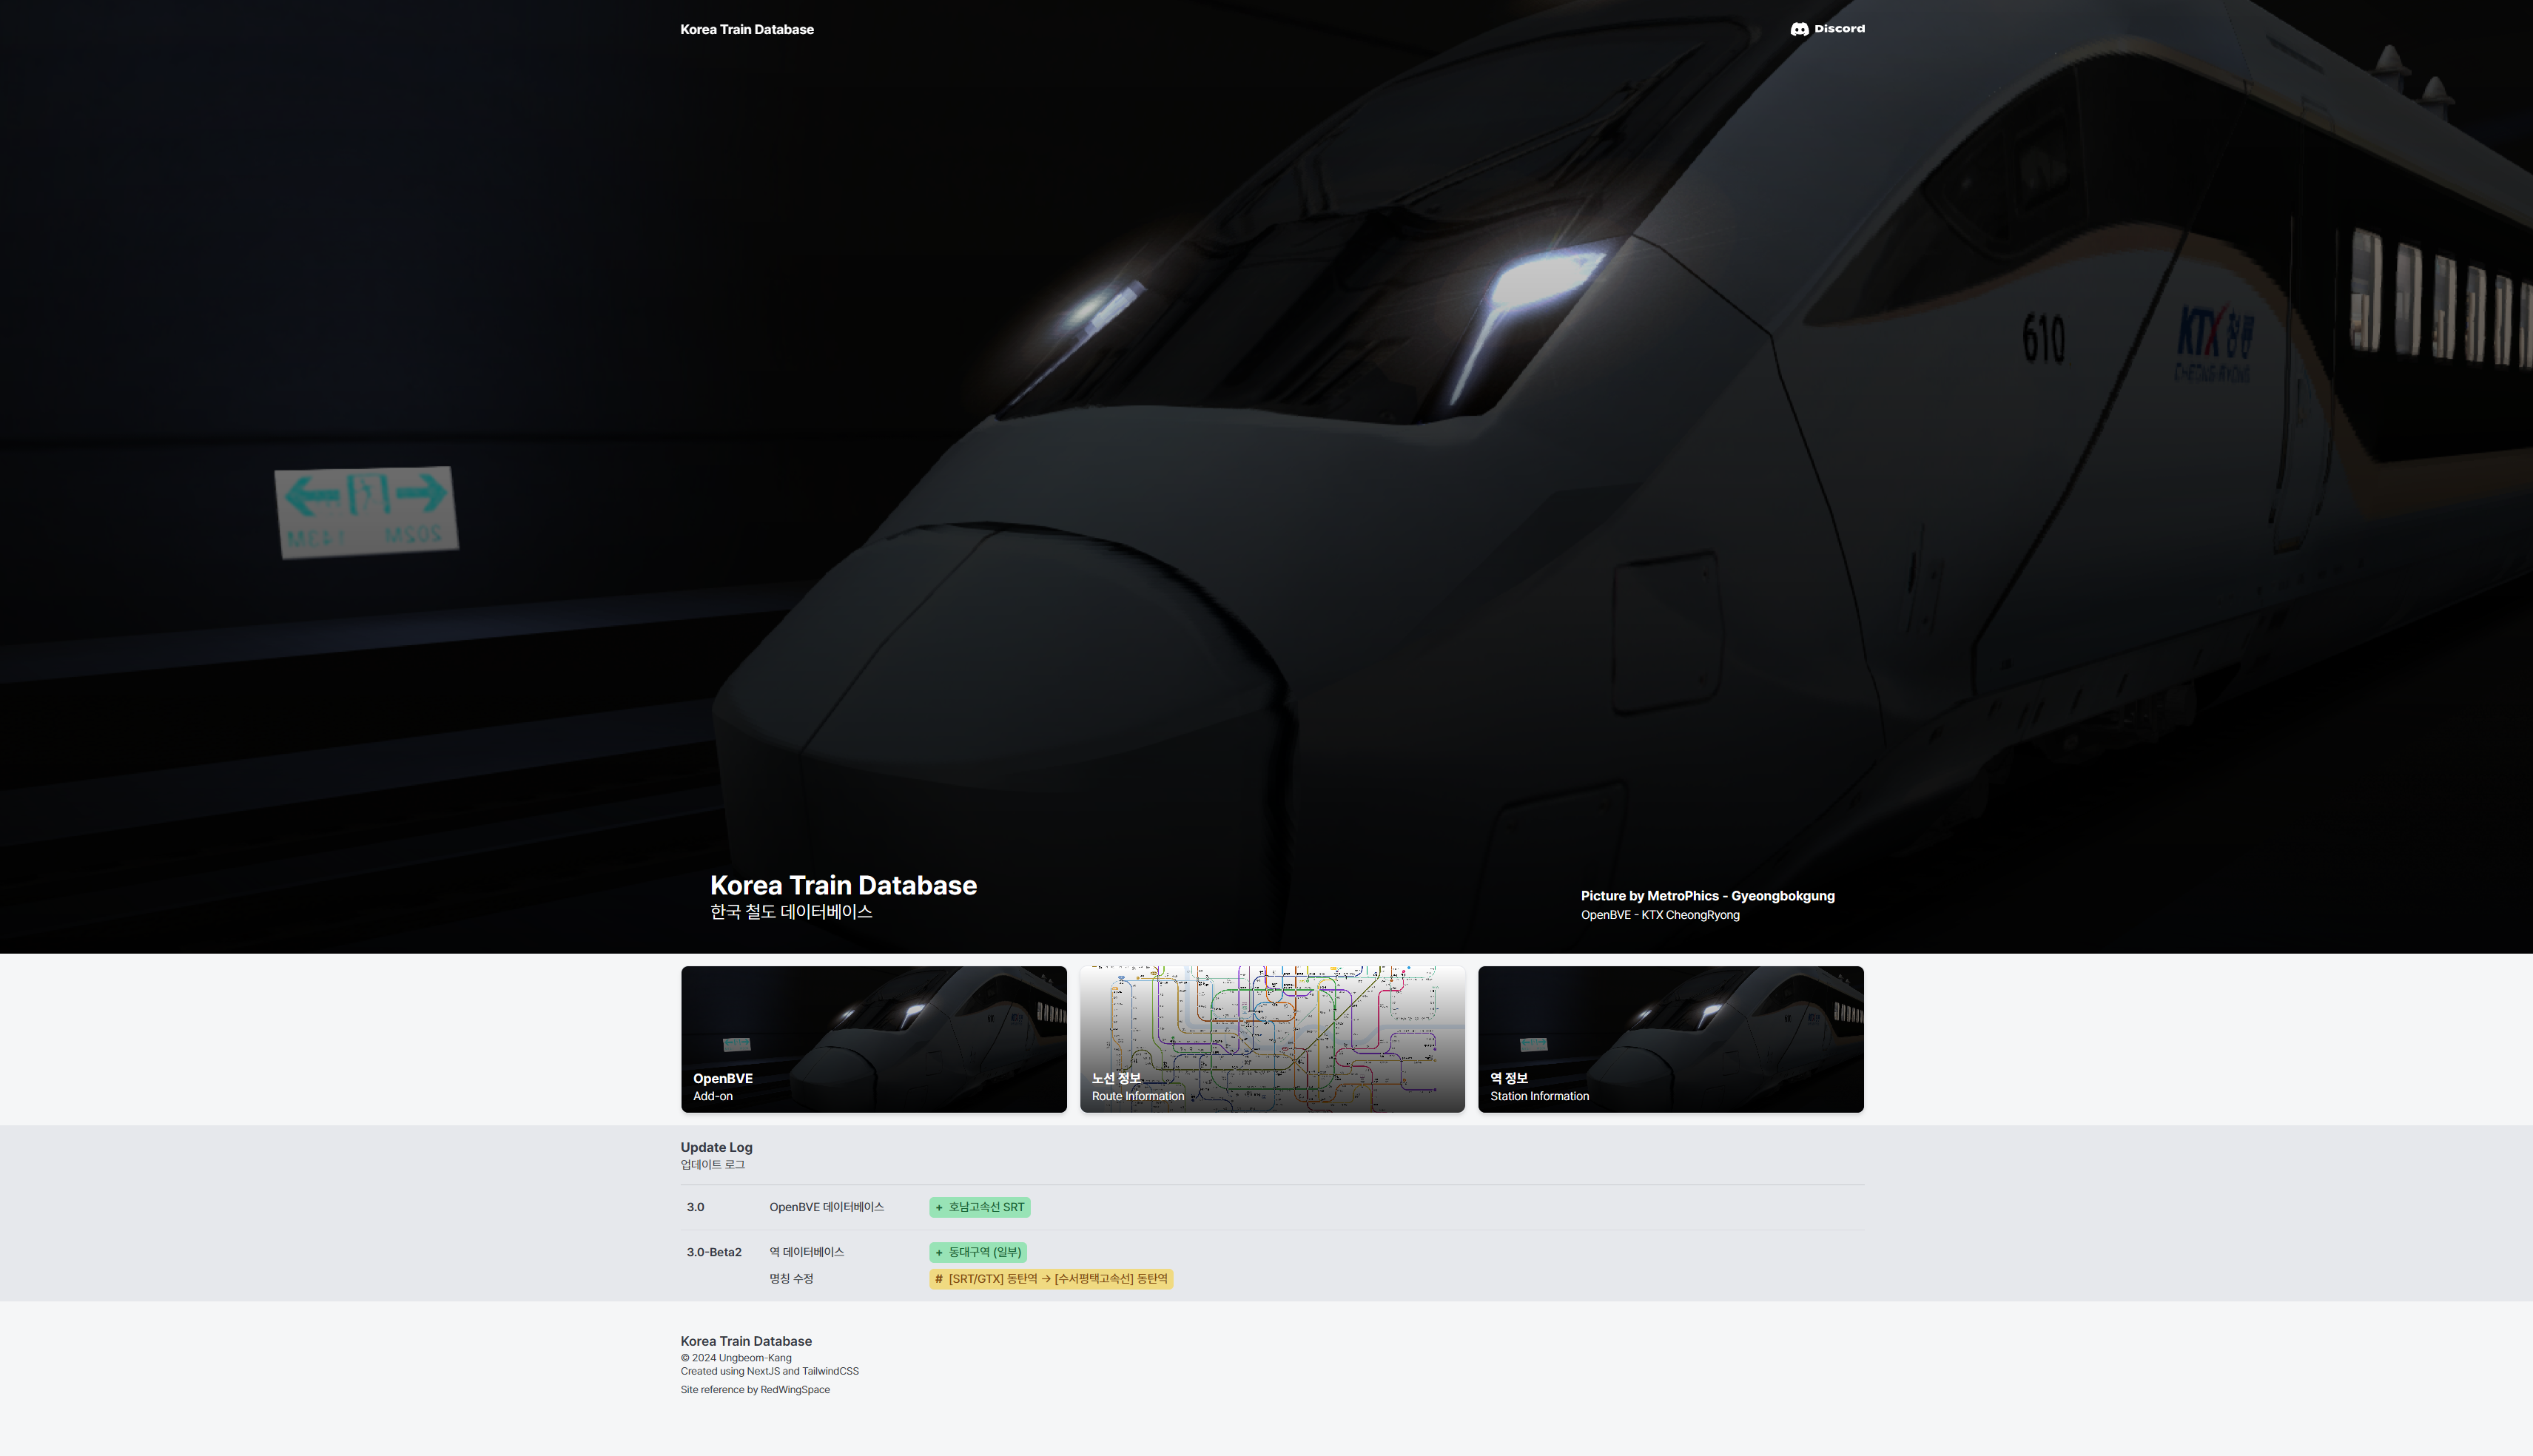 Korea Train Database
Discord
610
KTX 청룡
CHEONG-RYONG
Korea Train Database
한국 철도 데이터베이스
Picture by MetroPhics - Gyeongbokgung
OpenBVE - KTX CheongRyong
OpenBVE
Add-on
노선 정보
Route Information
역 정보
Station Information
Update Log
업데이트 로그
3.0 OpenBVE 데이터베이스 + 호남고속선 SRT
3.0-Beta2 역 데이터베이스 + 동대구역 (일부)
명칭 수정 # [SRT/GTX] 동탄역 → [수서평택고속선] 동탄역
Korea Train Database
© 2024 Ungbeom-Kang
Created using NextJS and TailwindCSS
Site reference by RedWingSpace